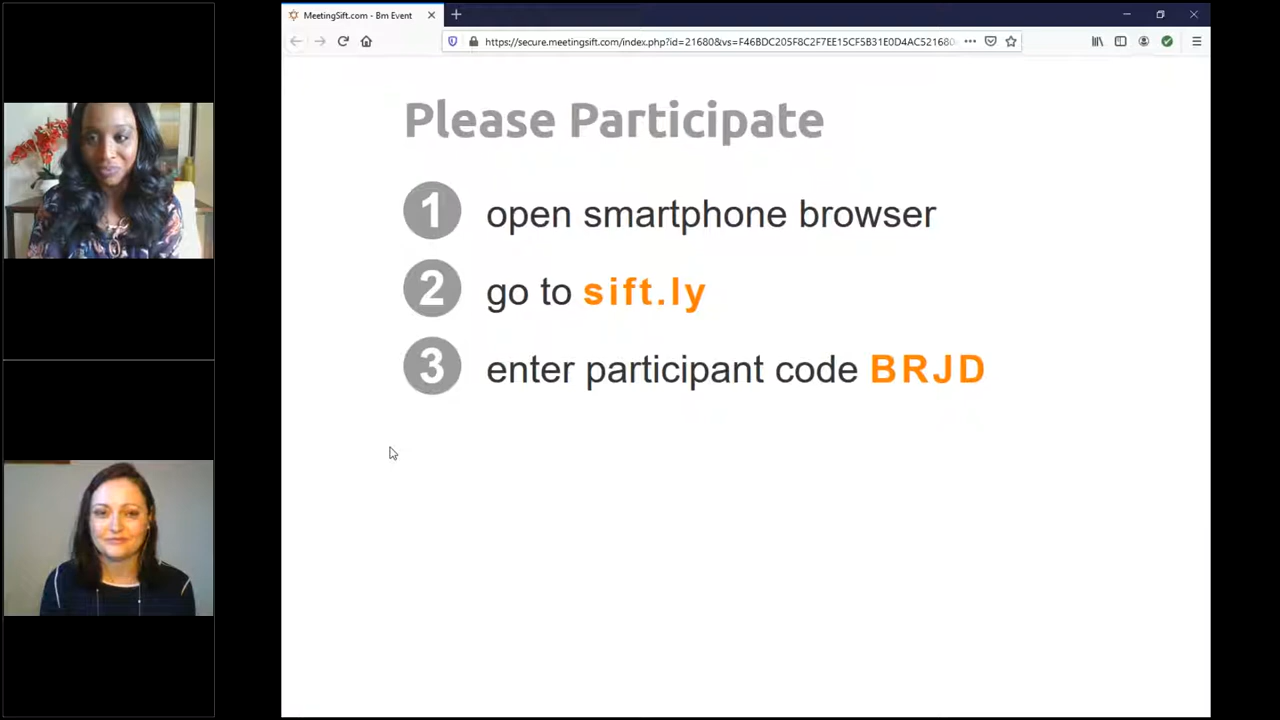 MeetingSift.com - Bm Event
https://secure.meetingsift.com/index.php?id=21680&vs=F46BDC205F8C2F7EE15CF5B31E0D4AC521680
Please Participate
1 open smartphone browser
2 go to sift.ly
3 enter participant code BRJD